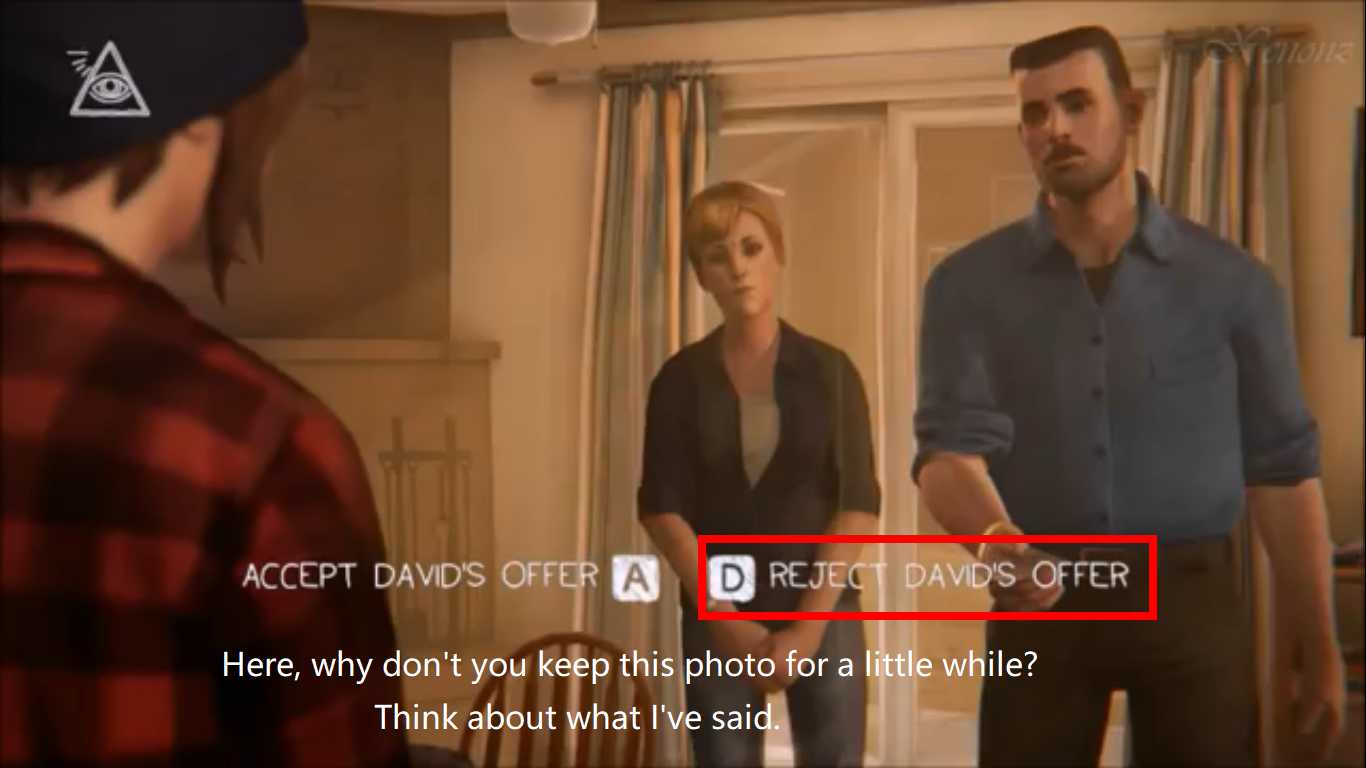 Xenonz
ACCEPT DAVID'S OFFER A
D REJECT DAVID'S OFFER
Here, why don't you keep this photo for a little while?
Think about what I've said.